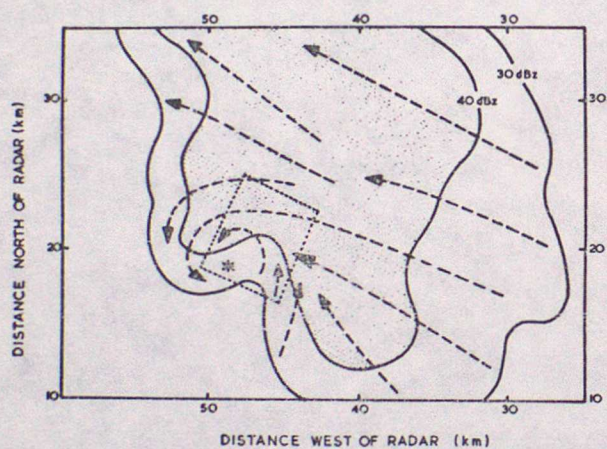 50 40 30
30 dBz
40 dBz
30 30
DISTANCE NORTH OF RADAR (km)
20 20
10 10
50 40 30
DISTANCE WEST OF RADAR (km)